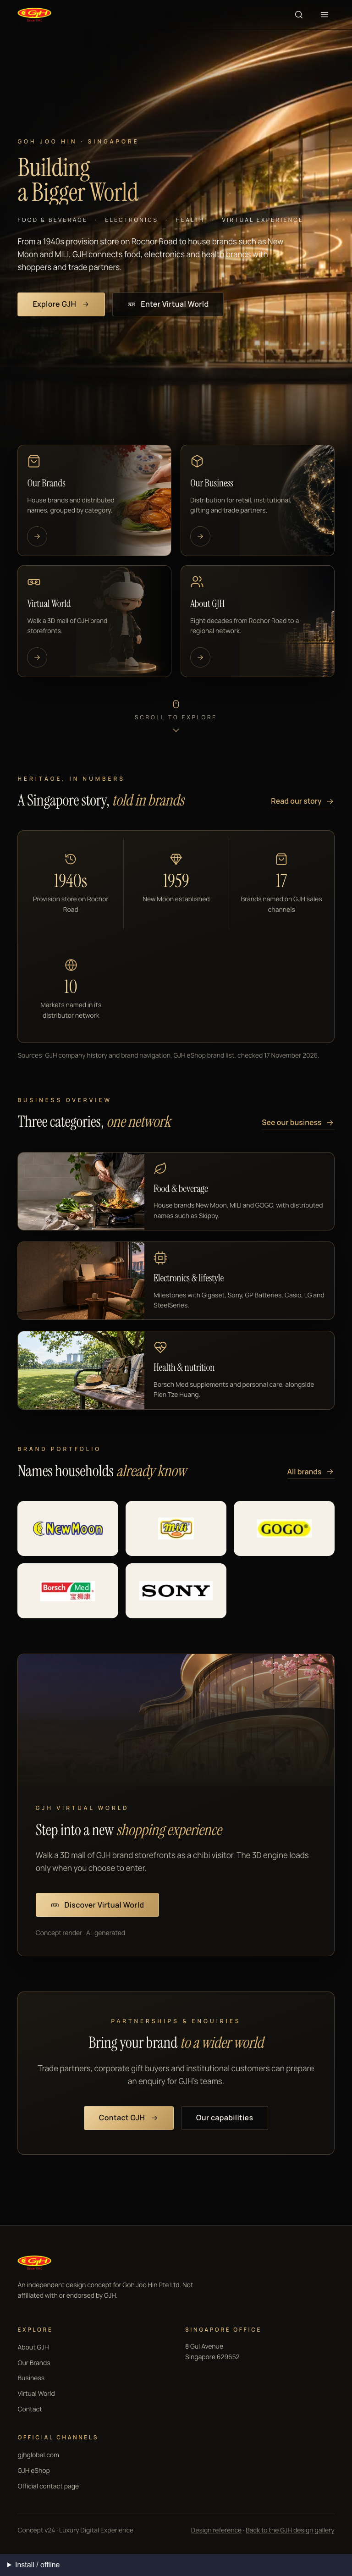 GJH
GOH JOO HIN · SINGAPORE
Building
a Bigger World
FOOD & BEVERAGE ELECTRONICS HEALTH VIRTUAL EXPERIENCE
From a 1940s provision store on Rochor Road to house brands such as New
Moon and MILI, GJH connects food, electronics and health brands with
shoppers and trade partners.
Explore GJH → Enter Virtual World
Our Brands
House brands and distributed
names, grouped by category.
Our Business
Distribution for retail, institutional,
gifting and trade partners.
Virtual World
Walk a 3D mall of GJH brand
storefronts.
About GJH
Eight decades from Rochor Road to a
regional network.
SCROLL TO EXPLORE
HERITAGE, IN NUMBERS
A Singapore story, told in brands
Read our story →
1940s
Provision store on Rochor
Road
1959
New Moon established
17
Brands named on GJH sales
channels
10
Markets named in its
distributor network
Sources: GJH company history and brand navigation, GJH eShop brand list, checked 17 November 2026.
BUSINESS OVERVIEW
Three categories, one network
See our business →
Food & beverage
House brands New Moon, MILI and GOGO, with distributed
names such as Skippy.
Electronics & lifestyle
Milestones with Gigaset, Sony, GP Batteries, Casio, LG and
SteelSeries.
Health & nutrition
Borsch Med supplements and personal care, alongside
Pien Tze Huang.
BRAND PORTFOLIO
Names households already know
All brands →
New Moon
mili
GOGO
Borsch Med
宝狮康
SONY
GJH VIRTUAL WORLD
Step into a new shopping experience
Walk a 3D mall of GJH brand storefronts as a chibi visitor. The 3D engine loads
only when you choose to enter.
Discover Virtual World
Concept render · AI-generated
PARTNERSHIPS & ENQUIRIES
Bring your brand to a wider world
Trade partners, corporate gift buyers and institutional customers can prepare
an enquiry for GJH's teams.
Contact GJH → Our capabilities
GJH
An independent design concept for Goh Joo Hin Pte Ltd. Not
affiliated with or endorsed by GJH.
EXPLORE
About GJH
Our Brands
Business
Virtual World
Contact
SINGAPORE OFFICE
8 Gul Avenue
Singapore 629652
OFFICIAL CHANNELS
gjhglobal.com
GJH eShop
Official contact page
Concept v24 · Luxury Digital Experience
Design reference · Back to the GJH design gallery
▶ Install / offline